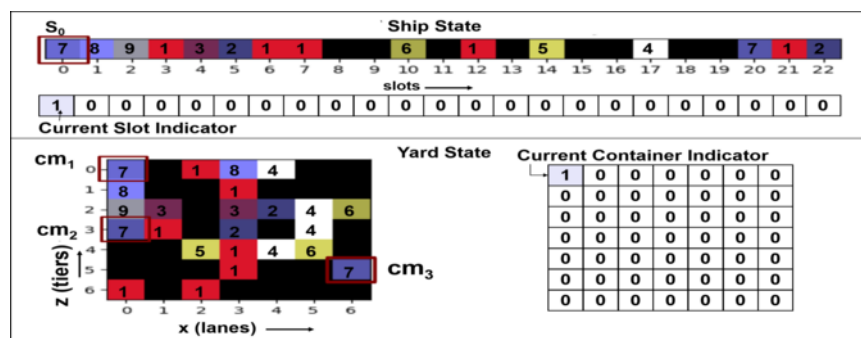 S0 Ship State
7 8 9 1 3 2 1 1 6 1 5 4 7 1 2
0 1 2 3 4 5 6 7 8 9 10 11 12 13 14 15 16 17 18 19 20 21 22
slots
1 0 0 0 0 0 0 0 0 0 0 0 0 0 0 0 0 0 0 0 0 0 0
Current Slot Indicator
Yard State
Current Container Indicator
cm1 0 7 1 8 4
1 8 1
2 9 3 3 2 4 6
cm2 3 7 1 2 4
4 5 1 4 6
5 1 7 cm3
6 1 1
z (tiers)
0 1 2 3 4 5 6
x (lanes)
1 0 0 0 0 0 0
0 0 0 0 0 0 0
0 0 0 0 0 0 0
0 0 0 0 0 0 0
0 0 0 0 0 0 0
0 0 0 0 0 0 0
0 0 0 0 0 0 0